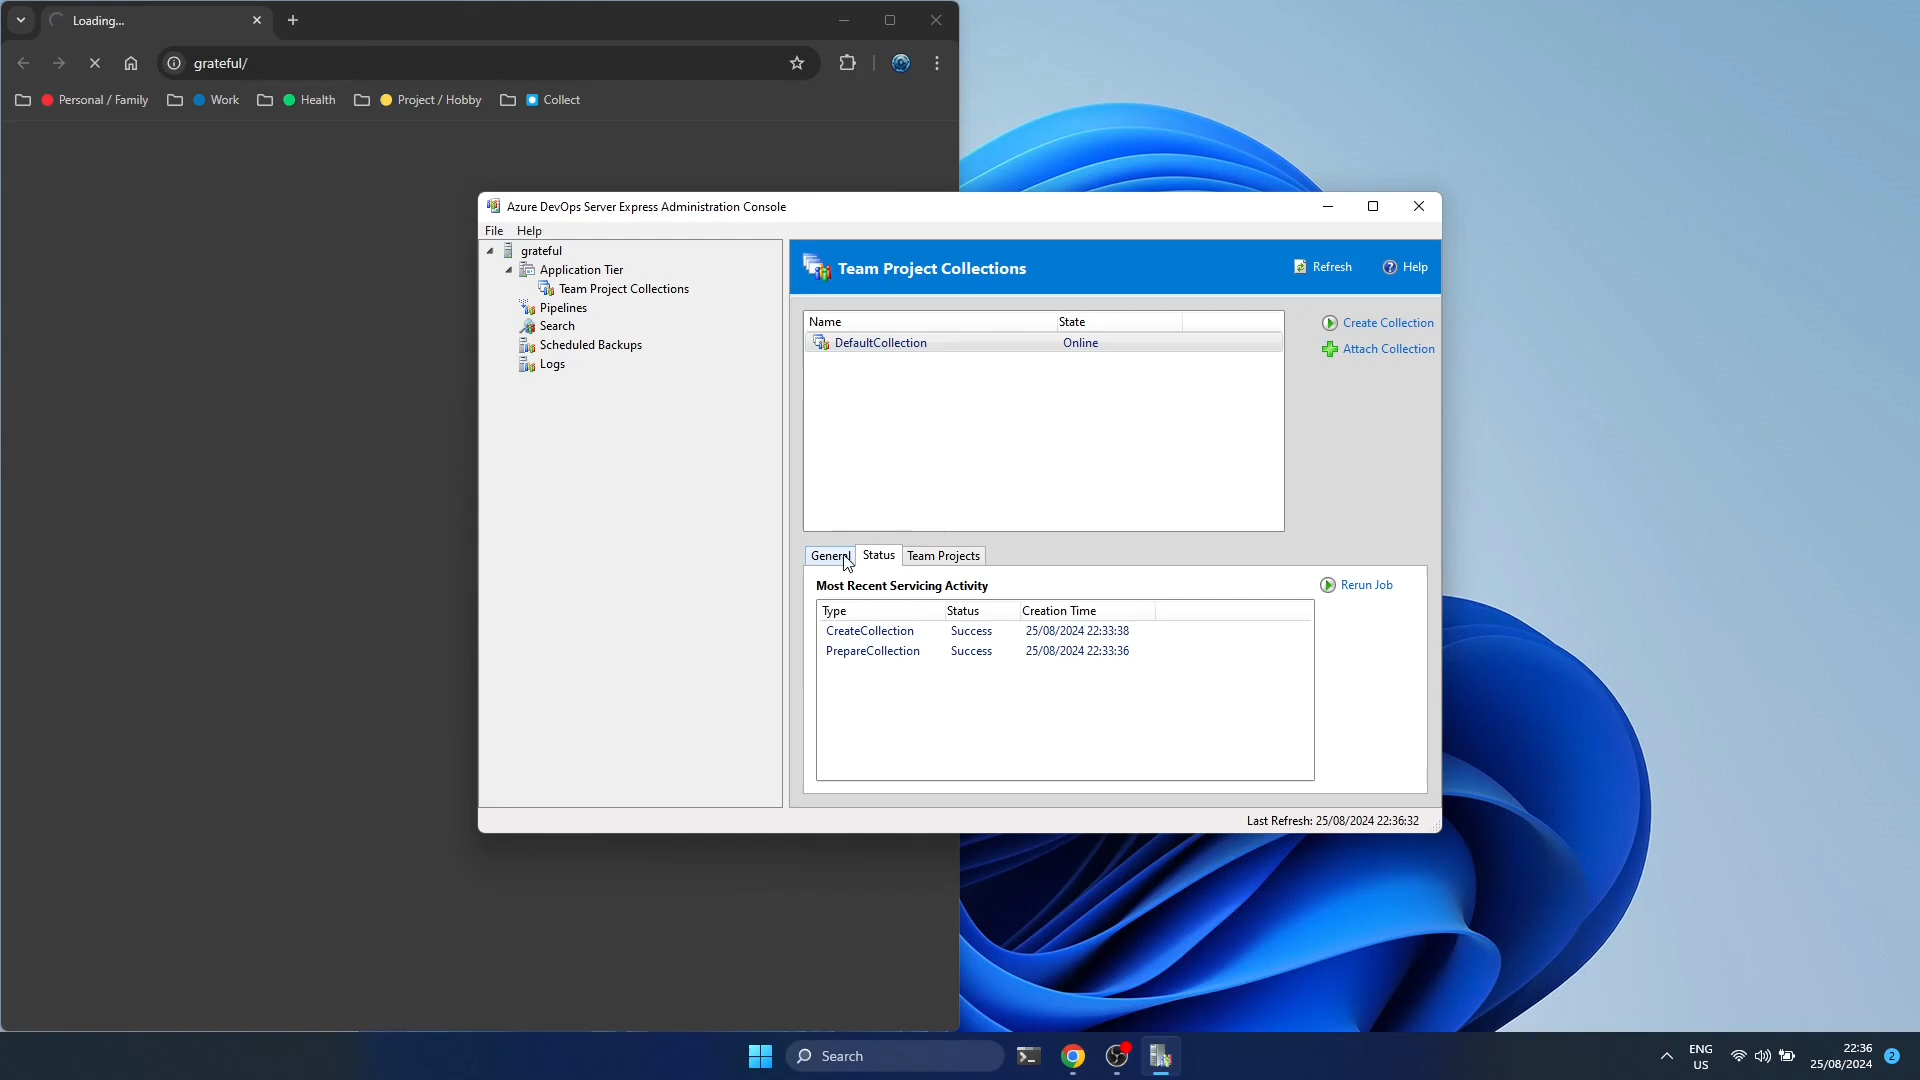 Loading...
grateful/
Personal / Family
Work
Health
Project / Hobby
Collect
Azure DevOps Server Express Administration Console
File Help
grateful
Application Tier
Team Project Collections
Pipelines
Search
Scheduled Backups
Logs
Team Project Collections
Refresh
Help
Name State
DefaultCollection Online
Create Collection
Attach Collection
General Status Team Projects
Most Recent Servicing Activity
Rerun Job
Type Status Creation Time
CreateCollection Success 25/08/2024 22:33:38
PrepareCollection Success 25/08/2024 22:33:36
Last Refresh: 25/08/2024 22:36:32
Search
ENG
US
22:36
25/08/2024
2